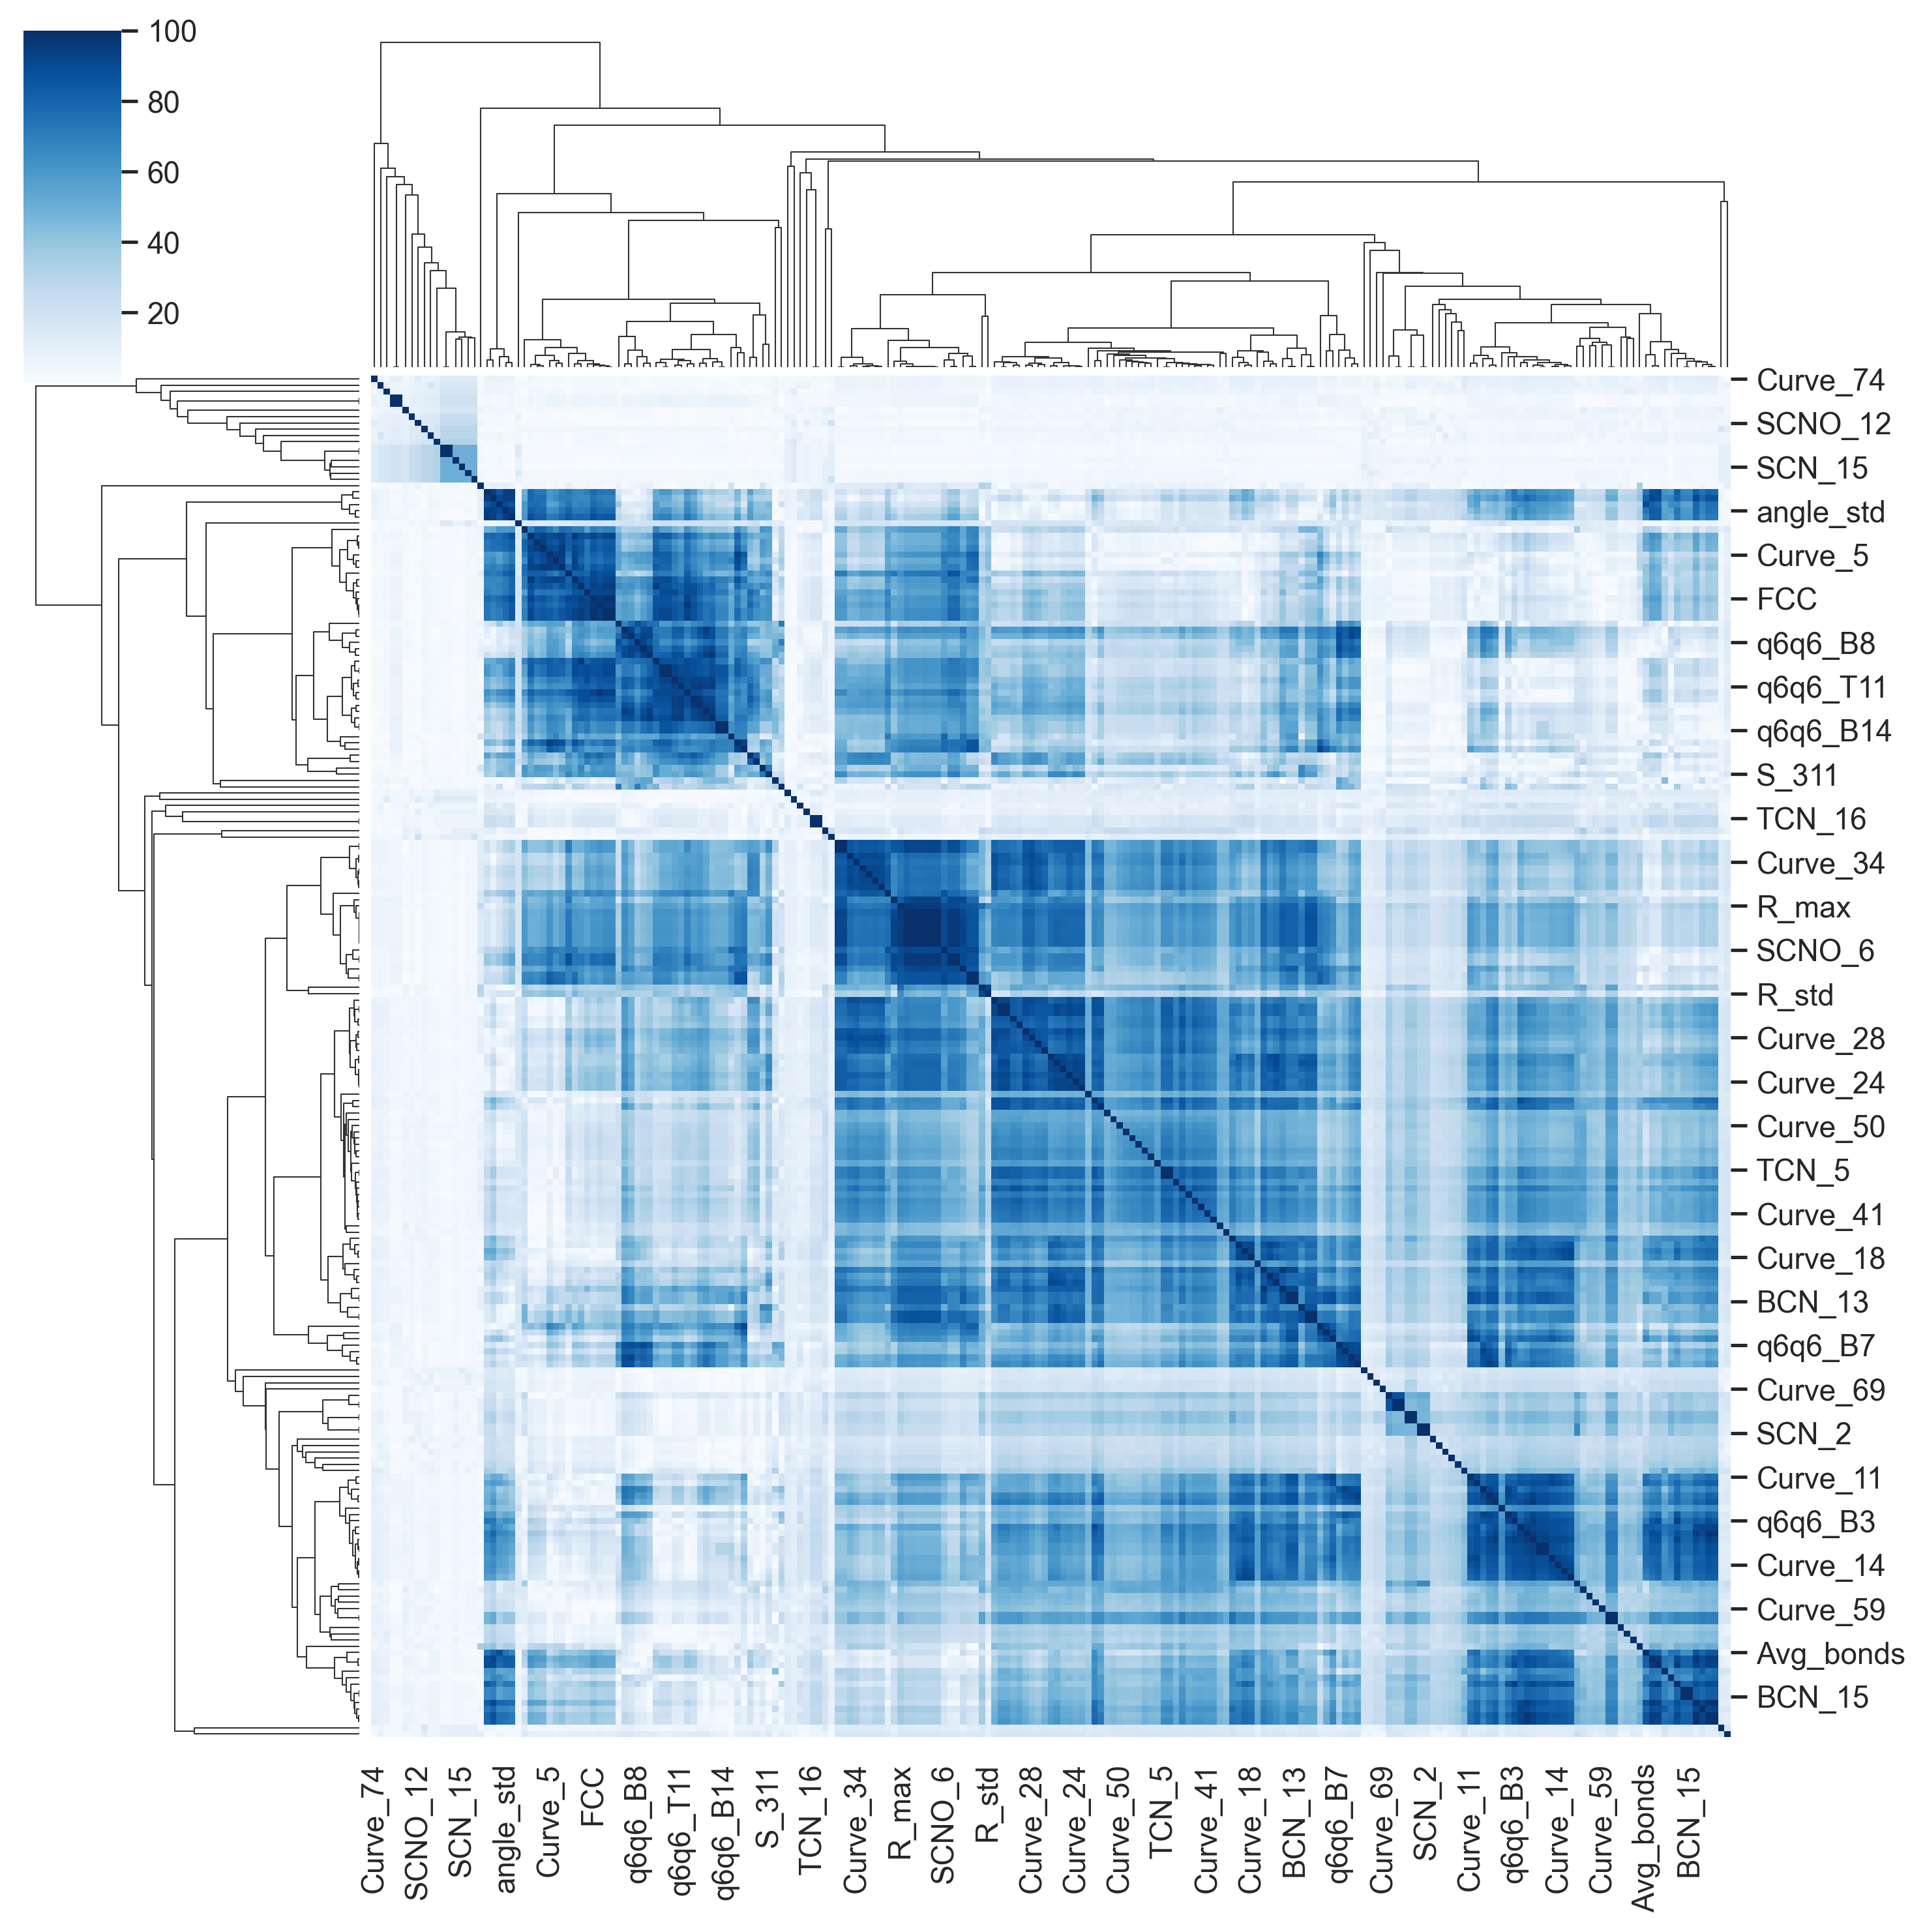 100
80
60
40
20
Curve_74
SCNO_12
SCN_15
angle_std
Curve_5
FCC
q6q6_B8
q6q6_T11
q6q6_B14
S_311
TCN_16
Curve_34
R_max
SCNO_6
R_std
Curve_28
Curve_24
Curve_50
TCN_5
Curve_41
Curve_18
BCN_13
q6q6_B7
Curve_69
SCN_2
Curve_11
q6q6_B3
Curve_14
Curve_59
Avg_bonds
BCN_15
Curve_74
SCNO_12
SCN_15
angle_std
Curve_5
FCC
q6q6_B8
q6q6_T11
q6q6_B14
S_311
TCN_16
Curve_34
R_max
SCNO_6
R_std
Curve_28
Curve_24
Curve_50
TCN_5
Curve_41
Curve_18
BCN_13
q6q6_B7
Curve_69
SCN_2
Curve_11
q6q6_B3
Curve_14
Curve_59
Avg_bonds
BCN_15